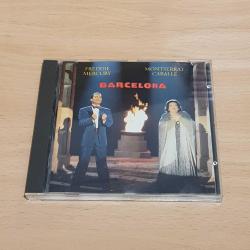 FREDDIE
MERCURY
MONTSERRAT
CABALLÉ
BARCELONA